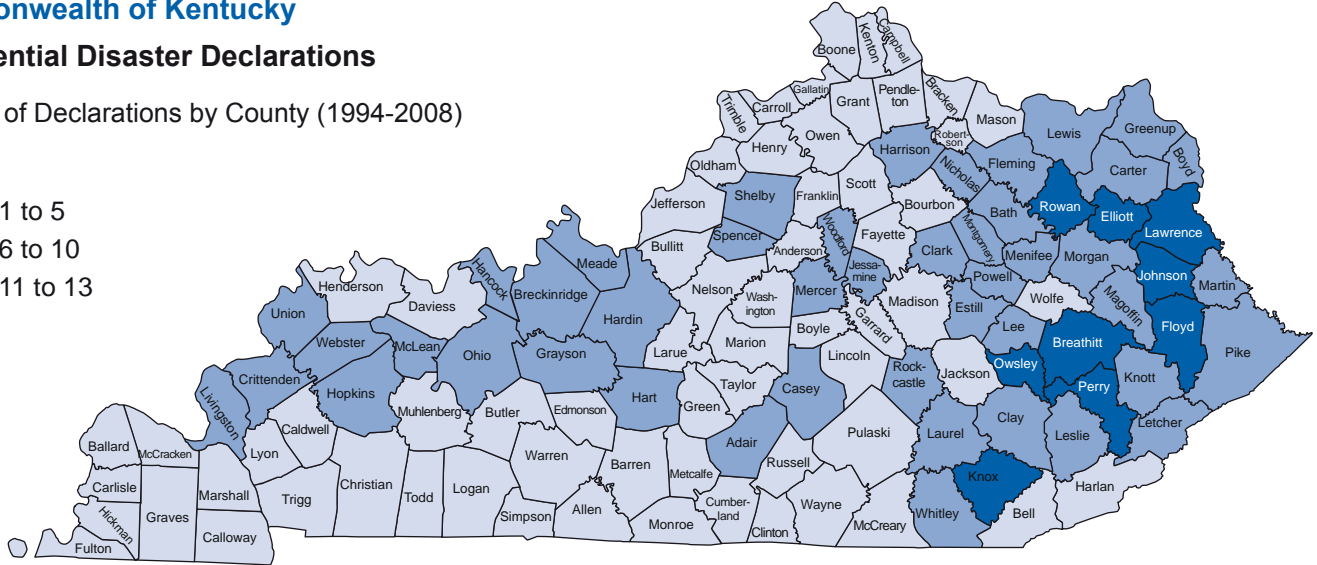 onwealth of Kentucky
ential Disaster Declarations
of Declarations by County (1994-2008)
1 to 5
6 to 10
11 to 13
Boone
Kenton
Campbell
Gallatin
Carroll
Trimble
Grant
Pendle-
ton
Bracken
Mason
Robert-
son
Owen
Henry
Oldham
Harrison
Nicholas
Fleming
Lewis
Greenup
Boyd
Carter
Rowan
Elliott
Lawrence
Jefferson
Shelby
Franklin
Scott
Bourbon
Bath
Montgomery
Menifee
Morgan
Johnson
Martin
Bullitt
Spencer
Anderson
Woodford
Fayette
Clark
Powell
Wolfe
Magoffin
Floyd
Pike
Jessa-
mine
Mercer
Madison
Estill
Lee
Breathitt
Knott
Nelson
Wash-
ington
Boyle
Garrard
Lincoln
Marion
Larue
Rock-
castle
Jackson
Owsley
Perry
Letcher
Leslie
Clay
Laurel
Knox
Harlan
Bell
Whitley
McCreary
Pulaski
Wayne
Russell
Casey
Adair
Taylor
Green
Hart
Hardin
Meade
Breckinridge
Hancock
Grayson
Ohio
Daviess
Henderson
McLean
Union
Webster
Hopkins
Crittenden
Livingston
Muhlenberg
Butler
Edmonson
Warren
Barren
Metcalfe
Cumber-
land
Clinton
Monroe
Allen
Simpson
Logan
Todd
Christian
Trigg
Lyon
Caldwell
Ballard
McCracken
Carlisle
Marshall
Graves
Calloway
Hickman
Fulton